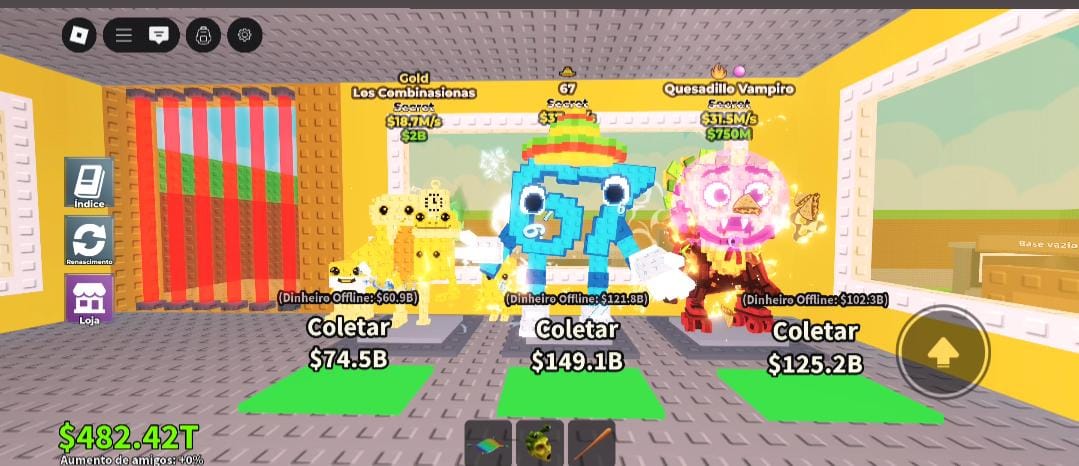 Gold
Los Combinasionas
Secret
$18.7M/s
$2B
67
Secret
Quesadillo Vampiro
Secret
$31.5M/s
$750M
Índice
Renascimento
Loja
Base vazia
(Dinheiro Offline: $60.9B)
Coletar
$74.5B
(Dinheiro Offline: $121.8B)
Coletar
$149.1B
(Dinheiro Offline: $102.3B)
Coletar
$125.2B
$482.42T
Aumento de amigos: +0%